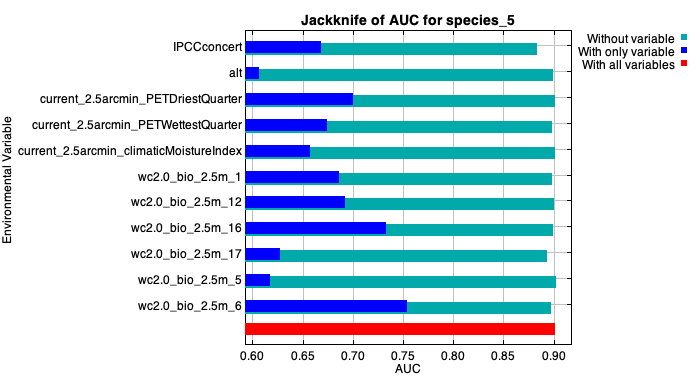 Jackknife of AUC for species_5
Without variable
With only variable
With all variables
Environmental Variable
IPCCconcert
alt
current_2.5arcmin_PETDriestQuarter
current_2.5arcmin_PETWettestQuarter
current_2.5arcmin_climaticMoistureIndex
wc2.0_bio_2.5m_1
wc2.0_bio_2.5m_12
wc2.0_bio_2.5m_16
wc2.0_bio_2.5m_17
wc2.0_bio_2.5m_5
wc2.0_bio_2.5m_6
0.60 0.65 0.70 0.75 0.80 0.85 0.90
AUC